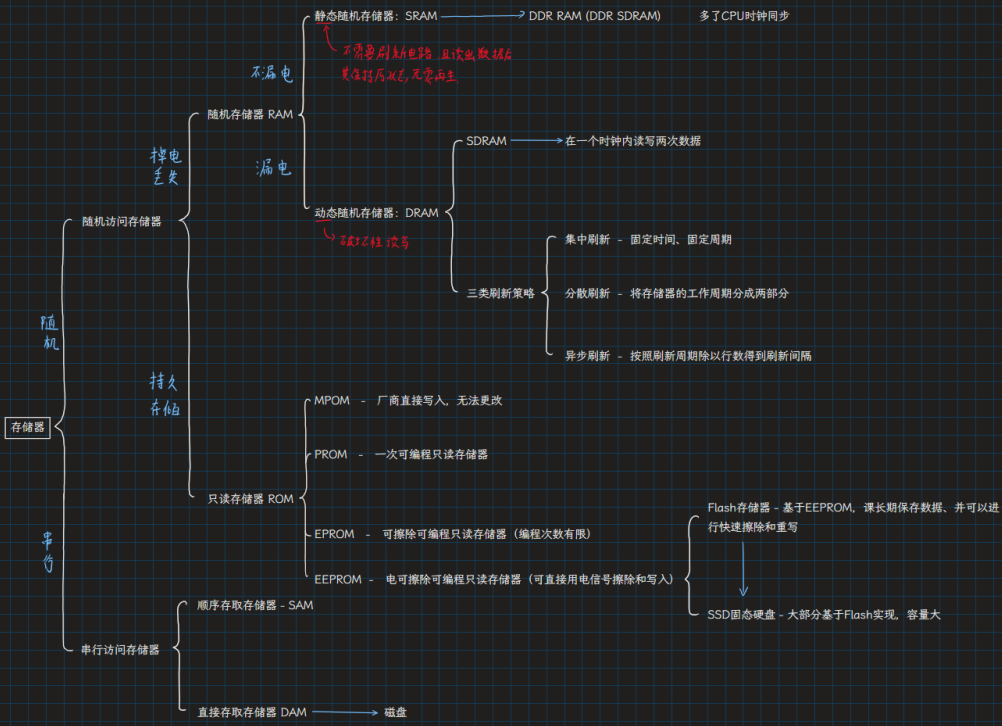 静态随机存储器：SRAM
DDR RAM (DDR SDRAM)
多了CPU时钟同步
不需要刷新电路 且读出数据后
其保持历状态,无需再生
不漏电
随机存储器 RAM
掉电
丢失
漏电
SDRAM
在一个时钟内读写两次数据
动态随机存储器：DRAM
破坏性 读写
随机访问存储器
集中刷新 - 固定时间、固定周期
三类刷新策略
分散刷新 - 将存储器的工作周期分成两部分
随
机
异步刷新 - 按照刷新周期除以行数得到刷新间隔
持久
存储
MPOM - 厂商直接写入，无法更改
存储器
PROM - 一次可编程只读存储器
只读存储器 ROM
Flash存储器 - 基于EEPROM，课长期保存数据、并可以进
行快速擦除和重写
EPROM - 可擦除可编程只读存储器（编程次数有限）
串
行
EEPROM - 电可擦除可编程只读存储器（可直接用电信号擦除和写入）
顺序存取存储器 - SAM
SSD固态硬盘 - 大部分基于Flash实现，容量大
串行访问存储器
直接存取存储器 DAM
磁盘